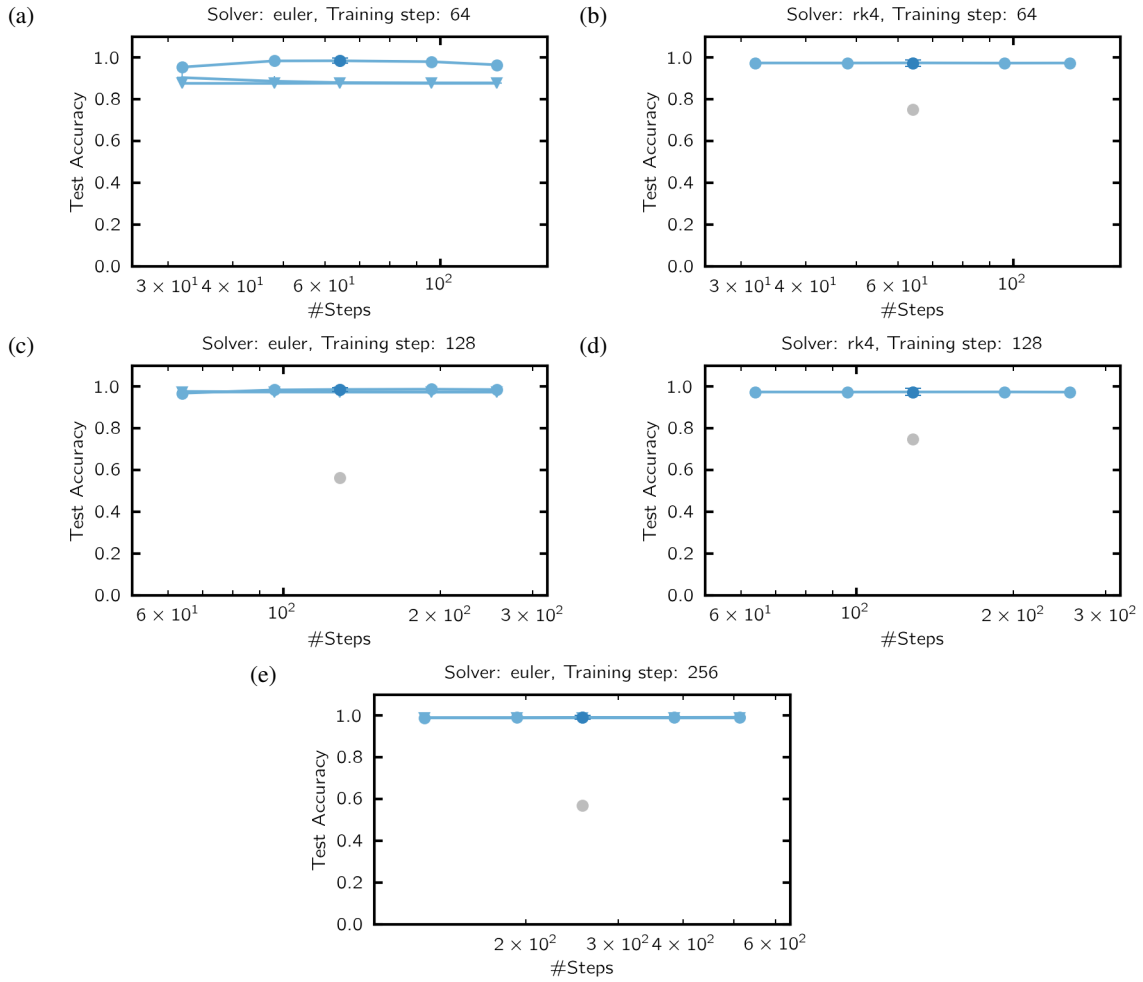 (a)
Solver: euler, Training step: 64
Test Accuracy
1.0
0.8
0.6
0.4
0.2
0.0
3 × 10¹ 4 × 10¹ 6 × 10¹ 10²
#Steps
(b)
Solver: rk4, Training step: 64
Test Accuracy
1.0
0.8
0.6
0.4
0.2
0.0
3 × 10¹ 4 × 10¹ 6 × 10¹ 10²
#Steps
(c)
Solver: euler, Training step: 128
Test Accuracy
1.0
0.8
0.6
0.4
0.2
0.0
6 × 10¹ 10² 2 × 10² 3 × 10²
#Steps
(d)
Solver: rk4, Training step: 128
Test Accuracy
1.0
0.8
0.6
0.4
0.2
0.0
6 × 10¹ 10² 2 × 10² 3 × 10²
#Steps
(e)
Solver: euler, Training step: 256
Test Accuracy
1.0
0.8
0.6
0.4
0.2
0.0
2 × 10² 3 × 10² 4 × 10² 6 × 10²
#Steps